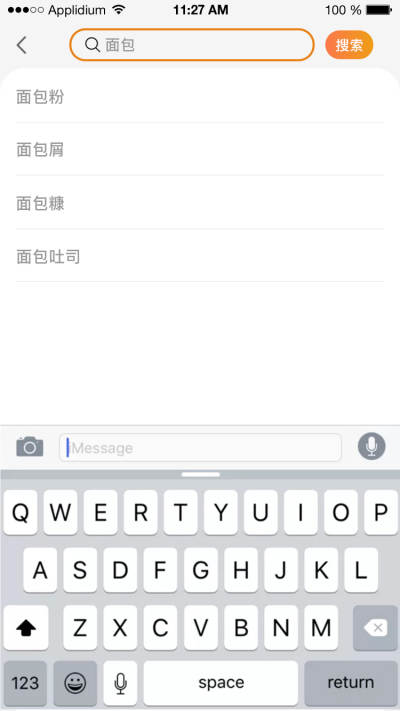 Applidium 11:27 AM 100 %
面包 搜索
面包粉
面包屑
面包糠
面包吐司
iMessage
Q W E R T Y U I O P
A S D F G H J K L
Z X C V B N M
123 space return